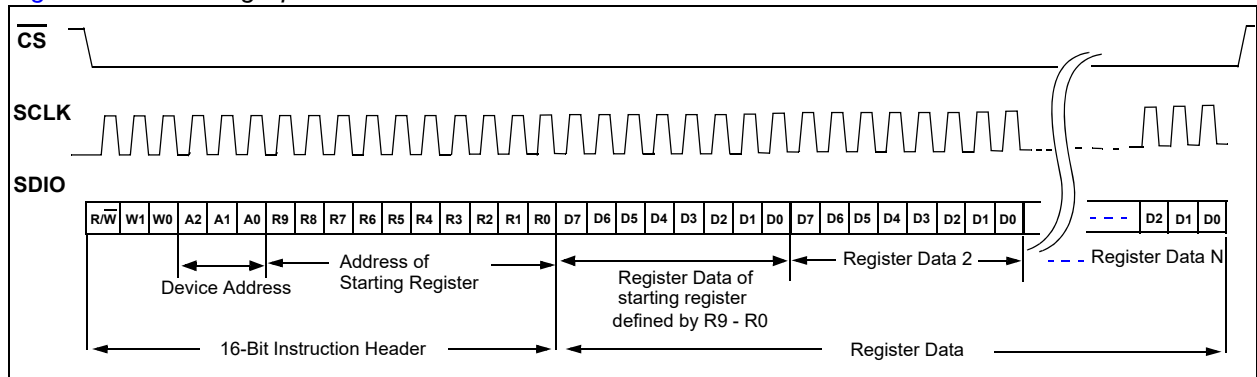 CS
SCLK
SDIO
R/W W1 W0 A2 A1 A0 R9 R8 R7 R6 R5 R4 R3 R2 R1 R0 D7 D6 D5 D4 D3 D2 D1 D0 D7 D6 D5 D4 D3 D2 D1 D0 D2 D1 D0
Device Address
Address of
Starting Register
Register Data of
starting register
defined by R9 - R0
Register Data 2
Register Data N
16-Bit Instruction Header
Register Data